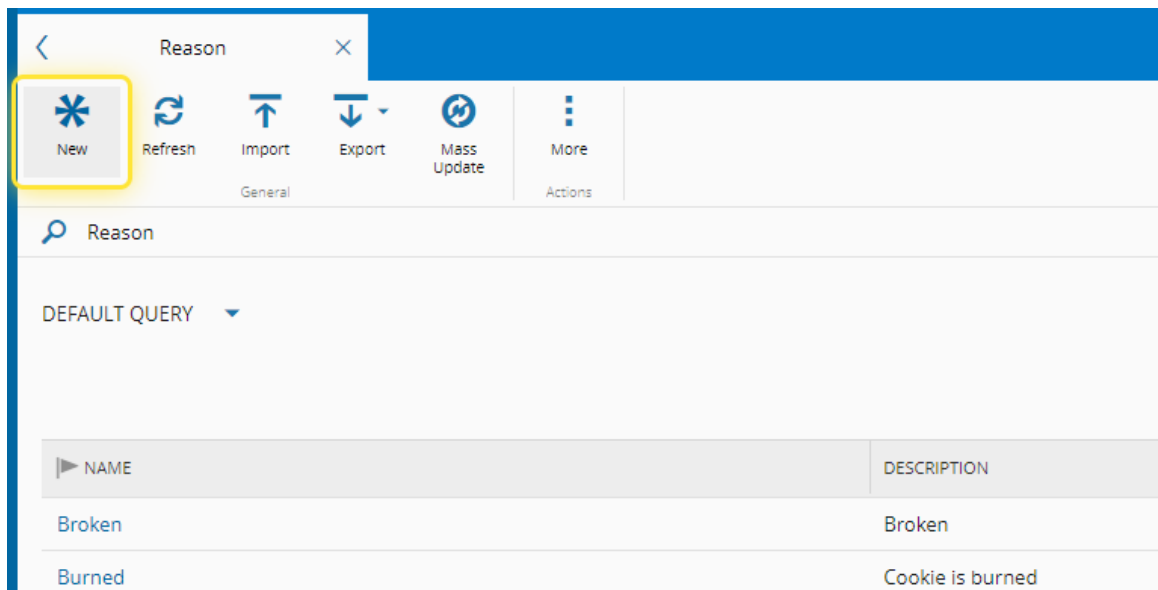 Reason
New
Refresh
Import
Export
Mass
Update
More
General
Actions
Reason
DEFAULT QUERY
NAME
DESCRIPTION
Broken
Broken
Burned
Cookie is burned